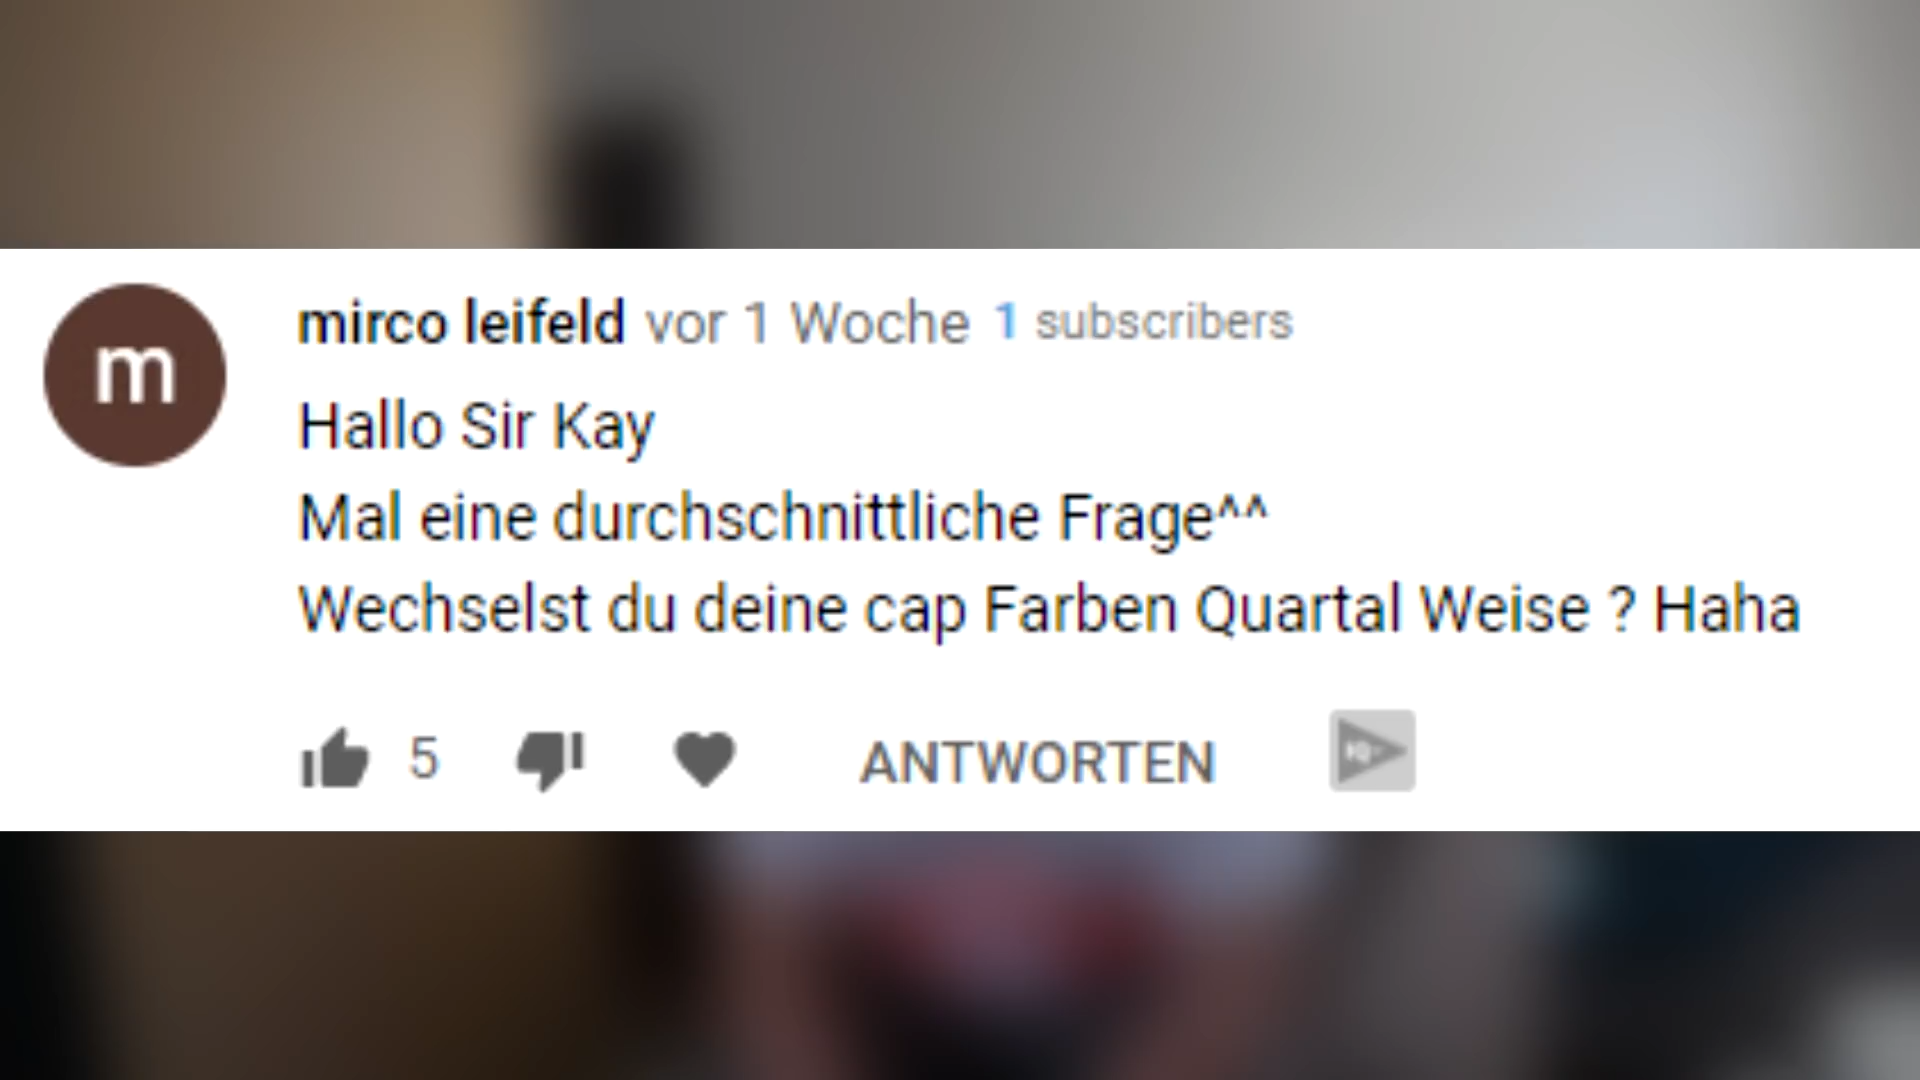 m
mirco leifeld vor 1 Woche 1 subscribers
Hallo Sir Kay
Mal eine durchschnittliche Frage^^
Wechselst du deine cap Farben Quartal Weise ? Haha
5 ANTWORTEN